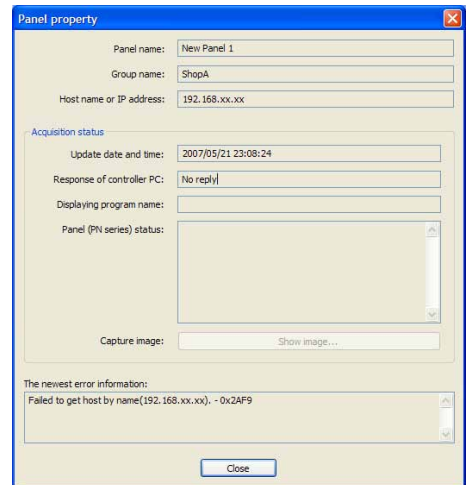 Panel property
Panel name: New Panel 1
Group name: ShopA
Host name or IP address: 192.168.xx.xx
Acquisition status
Update date and time: 2007/05/21 23:08:24
Response of controller PC: No reply
Displaying program name:
Panel (PN series) status:
Capture image: Show image...
The newest error information:
Failed to get host by name(192.168.xx.xx). - 0x2AF9
Close